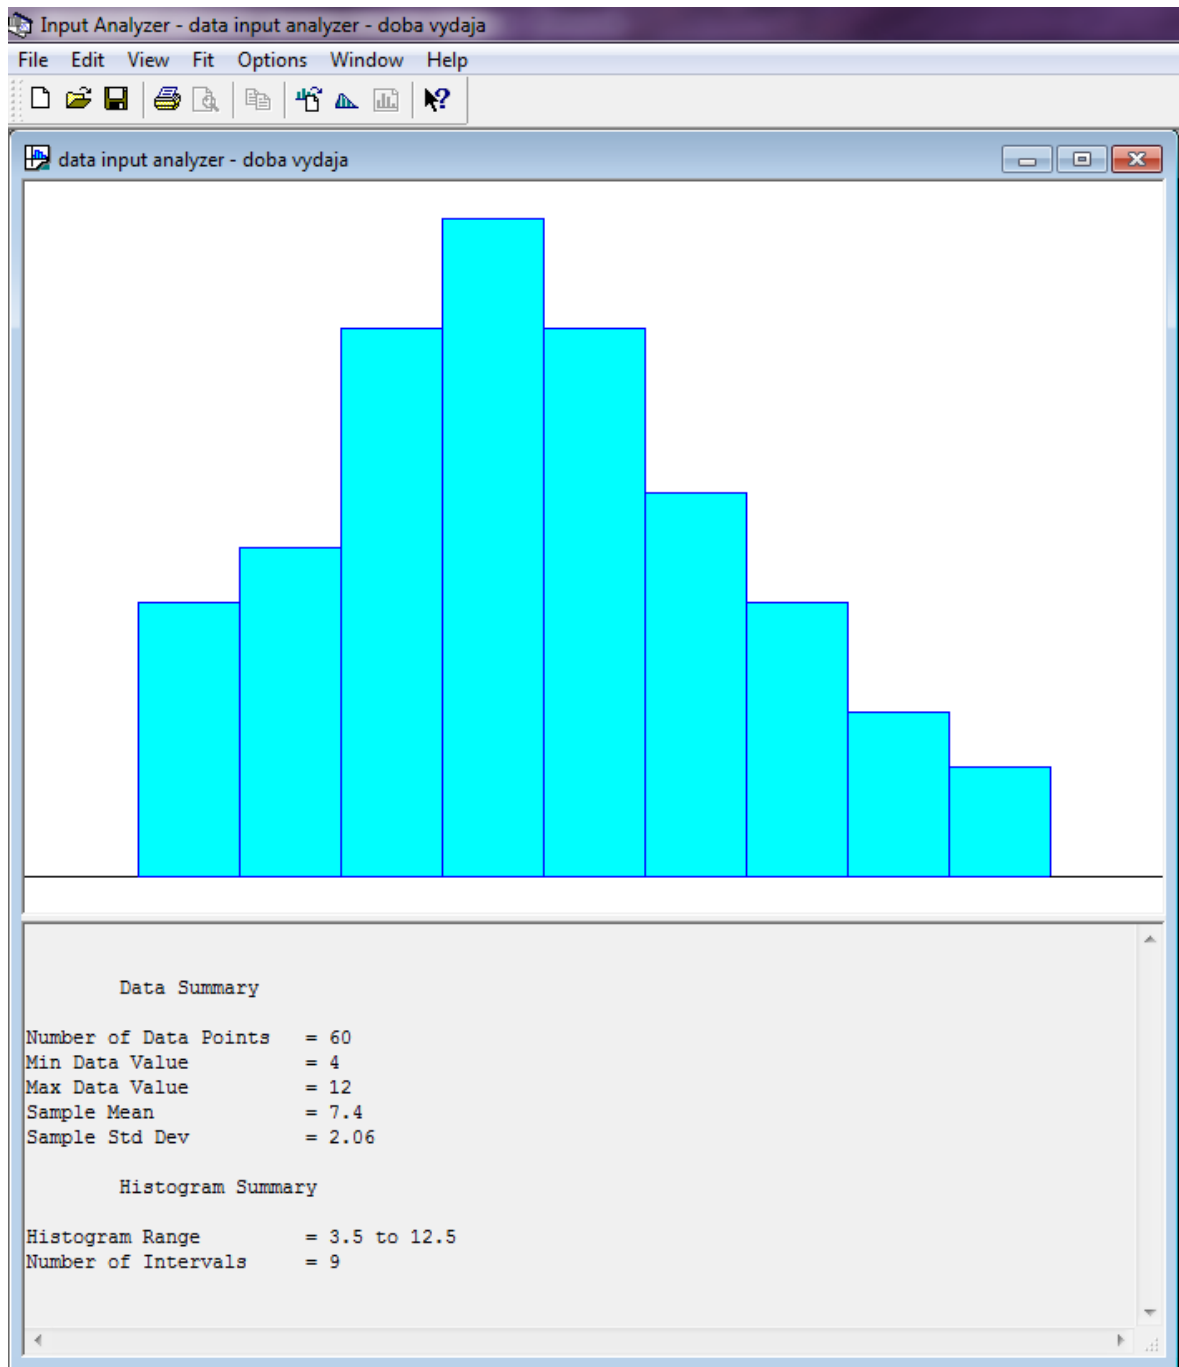 Input Analyzer - data input analyzer - doba vydaja
File Edit View Fit Options Window Help
data input analyzer - doba vydaja
Data Summary
Number of Data Points = 60
Min Data Value = 4
Max Data Value = 12
Sample Mean = 7.4
Sample Std Dev = 2.06
Histogram Summary
Histogram Range = 3.5 to 12.5
Number of Intervals = 9